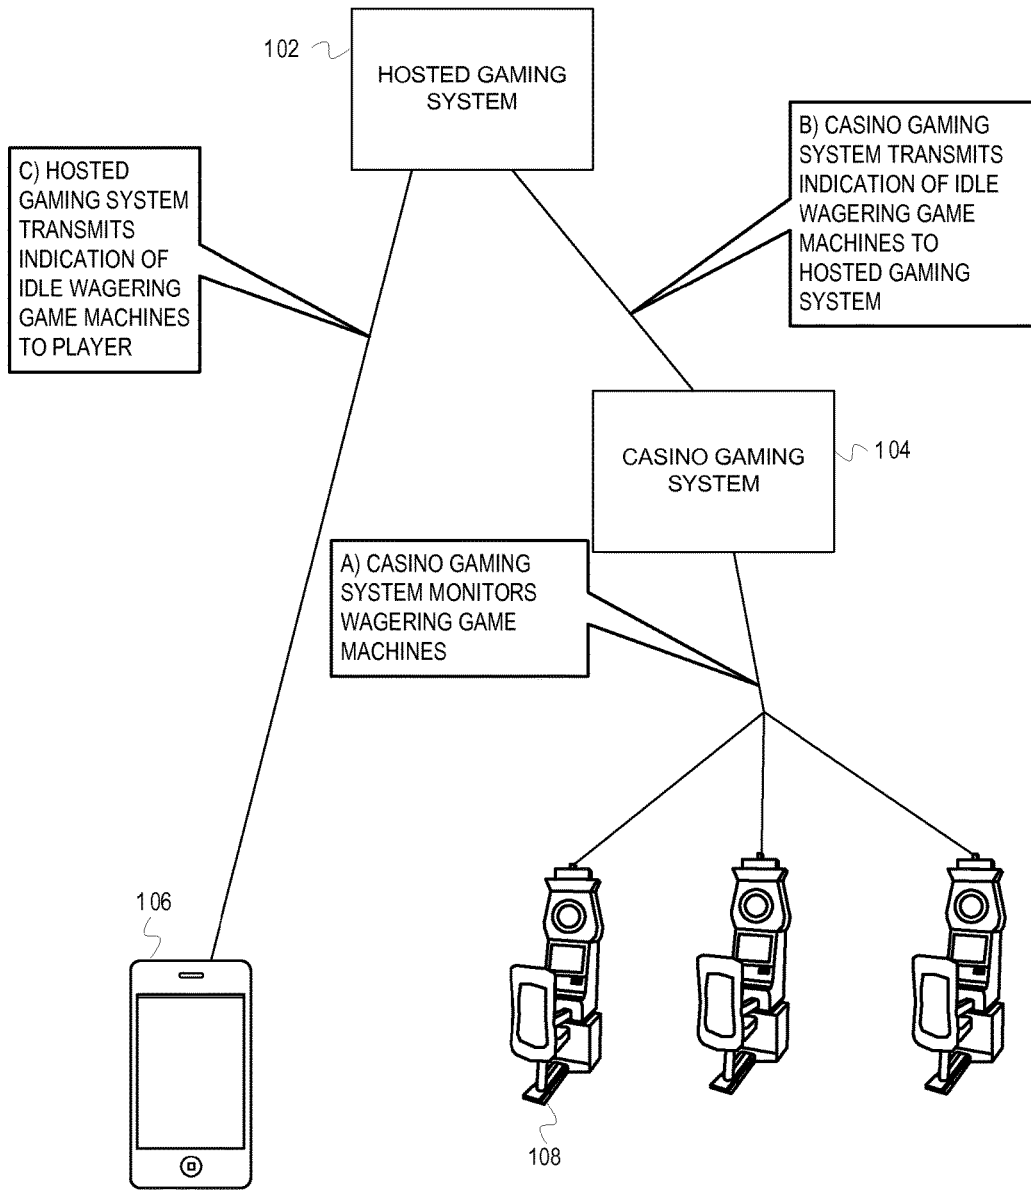 102
HOSTED GAMING
SYSTEM
C) HOSTED
GAMING SYSTEM
TRANSMITS
INDICATION OF
IDLE WAGERING
GAME MACHINES
TO PLAYER
B) CASINO GAMING
SYSTEM TRANSMITS
INDICATION OF IDLE
WAGERING GAME
MACHINES TO
HOSTED GAMING
SYSTEM
CASINO GAMING
SYSTEM
104
A) CASINO GAMING
SYSTEM MONITORS
WAGERING GAME
MACHINES
106
108